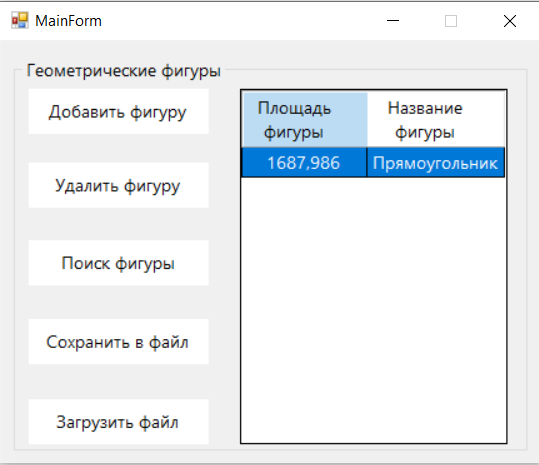 MainForm
Геометрические фигуры
Добавить фигуру
Удалить фигуру
Поиск фигуры
Сохранить в файл
Загрузить файл
Площадь
фигуры
Название
фигуры
1687,986
Прямоугольник